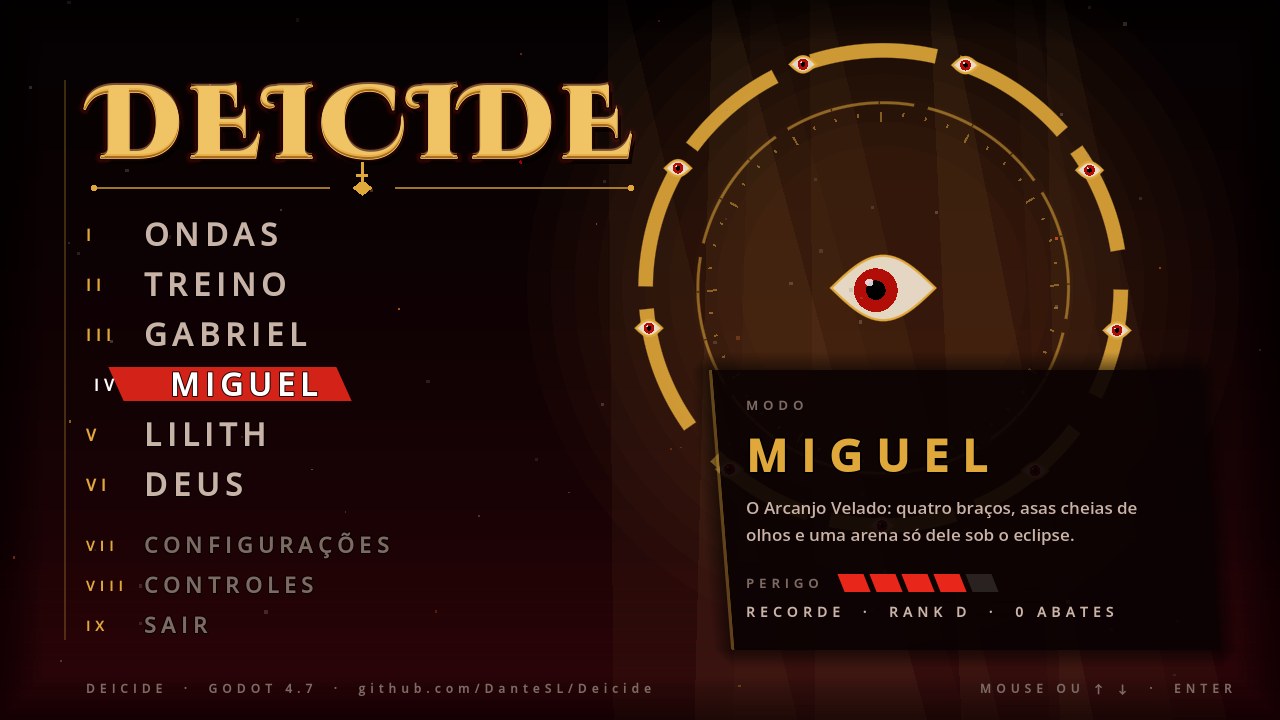 DEICIDE
I ONDAS
II TREINO
III GABRIEL
IV MIGUEL
V LILITH
VI DEUS
VII CONFIGURAÇÕES
VIII CONTROLES
IX SAIR
MODO
MIGUEL
O Arcanjo Velado: quatro braços, asas cheias de
olhos e uma arena só dele sob o eclipse.
PERIGO
RECORDE · RANK D · 0 ABATES
DEICIDE · GODOT 4.7 · github.com/DanteSL/Deicide
MOUSE OU ↑ ↓ · ENTER